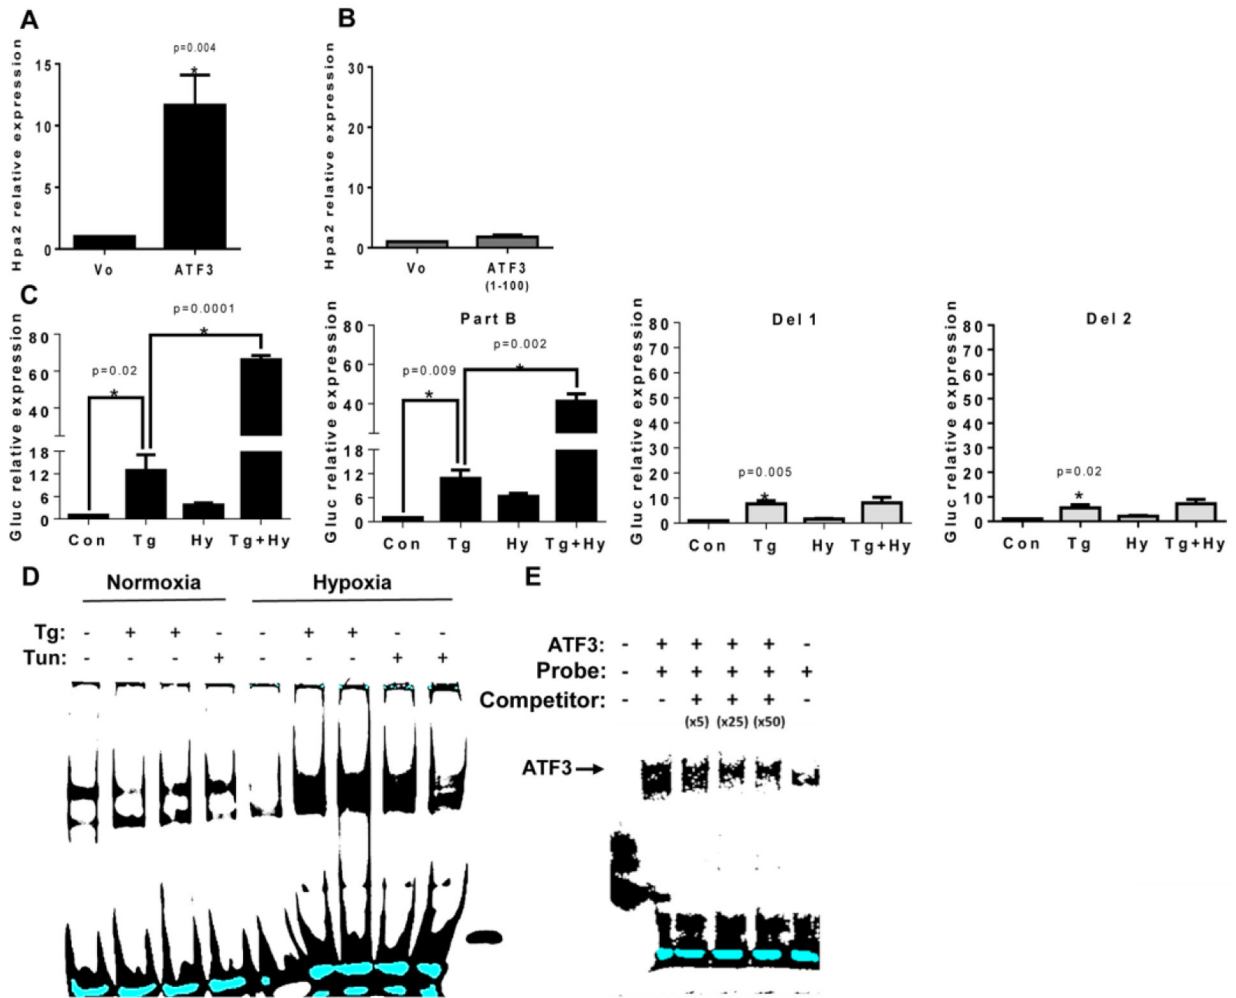 A
B
Hpa2 relative expression
p=0.004
*
15
10
5
0
Vo
ATF3
Hpa2 relative expression
30
20
10
0
Vo
ATF3
(1-100)
C
Gluc relative expression
p=0.0001
*
p=0.02
*
80
60
40
18
12
6
0
Con
Tg
Hy
Tg+Hy
Gluc relative expression
Part B
p=0.002
*
p=0.009
*
80
60
40
18
12
6
0
Con
Tg
Hy
Tg+Hy
Gluc relative expression
Del 1
p=0.005
*
80
70
60
50
40
30
20
10
0
Con
Tg
Hy
Tg+Hy
Gluc relative expression
Del 2
p=0.02
*
80
70
60
50
40
30
20
10
0
Con
Tg
Hy
Tg+Hy
D
Normoxia
Hypoxia
Tg: - + + - - + + - -
Tun: - - - + - - - + +
E
ATF3: - + + + + -
Probe: - + + + + +
Competitor: - - + + + -
(x5) (x25) (x50)
ATF3